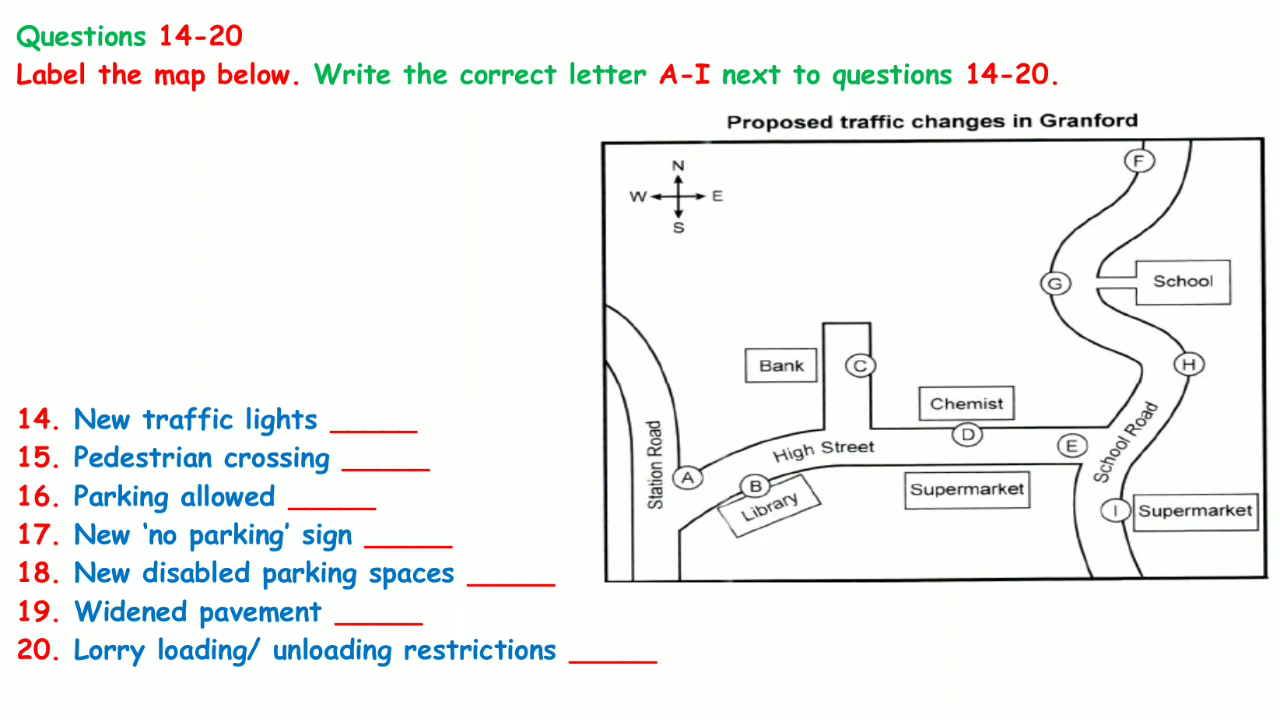 Questions 14-20
Label the map below. Write the correct letter A-I next to questions 14-20.
Proposed traffic changes in Granford
N
W E
S
F
G
School
H
Bank
C
Chemist
D
E
High Street
School Road
Station Road
A
B
Library
Supermarket
I
Supermarket
14. New traffic lights _____
15. Pedestrian crossing _____
16. Parking allowed _____
17. New ‘no parking’ sign _____
18. New disabled parking spaces _____
19. Widened pavement _____
20. Lorry loading/ unloading restrictions _____